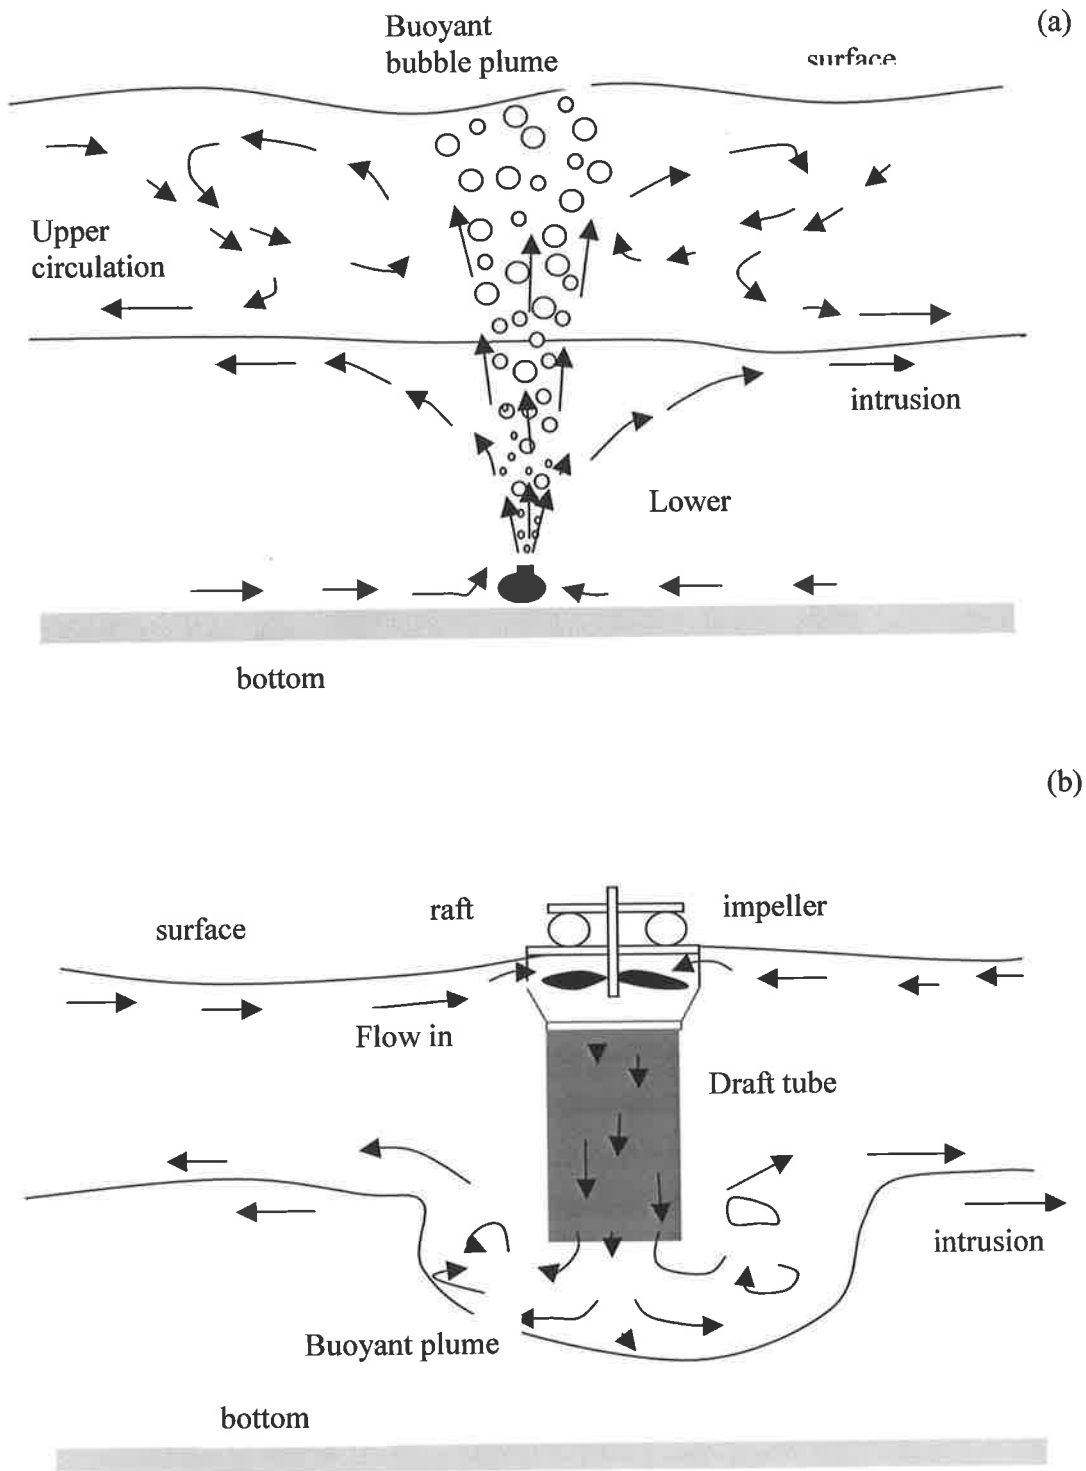 (a)
Buoyant
bubble plume
surface
Upper
circulation
intrusion
Lower
bottom
(b)
surface
raft
impeller
Flow in
Draft tube
intrusion
Buoyant plume
bottom